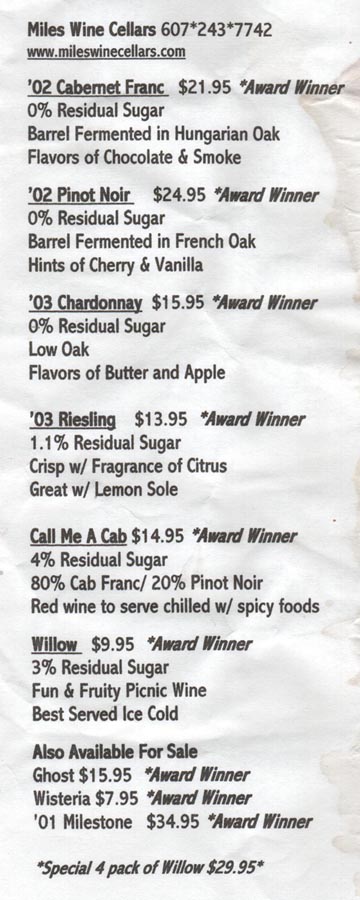 Miles Wine Cellars 607*243*7742
www.mileswinecellars.com
'02 Cabernet Franc $21.95 *Award Winner
0% Residual Sugar
Barrel Fermented in Hungarian Oak
Flavors of Chocolate & Smoke
'02 Pinot Noir $24.95 *Award Winner
0% Residual Sugar
Barrel Fermented in French Oak
Hints of Cherry & Vanilla
'03 Chardonnay $15.95 *Award Winner
0% Residual Sugar
Low Oak
Flavors of Butter and Apple
'03 Riesling $13.95 *Award Winner
1.1% Residual Sugar
Crisp w/ Fragrance of Citrus
Great w/ Lemon Sole
Call Me A Cab $14.95 *Award Winner
4% Residual Sugar
80% Cab Franc/ 20% Pinot Noir
Red wine to serve chilled w/ spicy foods
Willow $9.95 *Award Winner
3% Residual Sugar
Fun & Fruity Picnic Wine
Best Served Ice Cold
Also Available For Sale
Ghost $15.95 *Award Winner
Wisteria $7.95 *Award Winner
'01 Milestone $34.95 *Award Winner
*Special 4 pack of Willow $29.95*